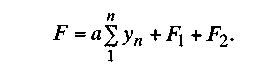 F = a∑₁ⁿ yₙ + F₁ + F₂.